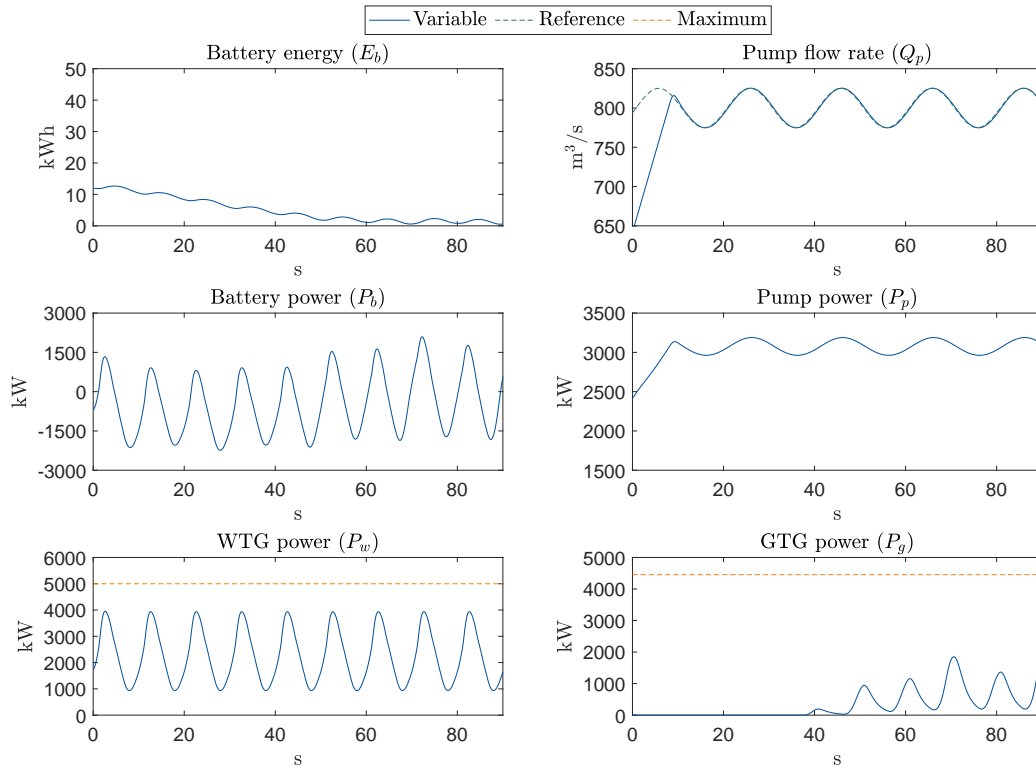 Variable Reference Maximum
Battery energy (E_b)
50
40
30
20
10
0
kWh
0 20 40 60 80
s
Pump flow rate (Q_p)
850
800
750
700
650
m³/s
0 20 40 60 80
s
Battery power (P_b)
3000
1500
0
-1500
-3000
kW
0 20 40 60 80
s
Pump power (P_p)
3500
3000
2500
2000
1500
kW
0 20 40 60 80
s
WTG power (P_w)
6000
5000
4000
3000
2000
1000
0
kW
0 20 40 60 80
s
GTG power (P_g)
5000
4000
3000
2000
1000
0
kW
0 20 40 60 80
s